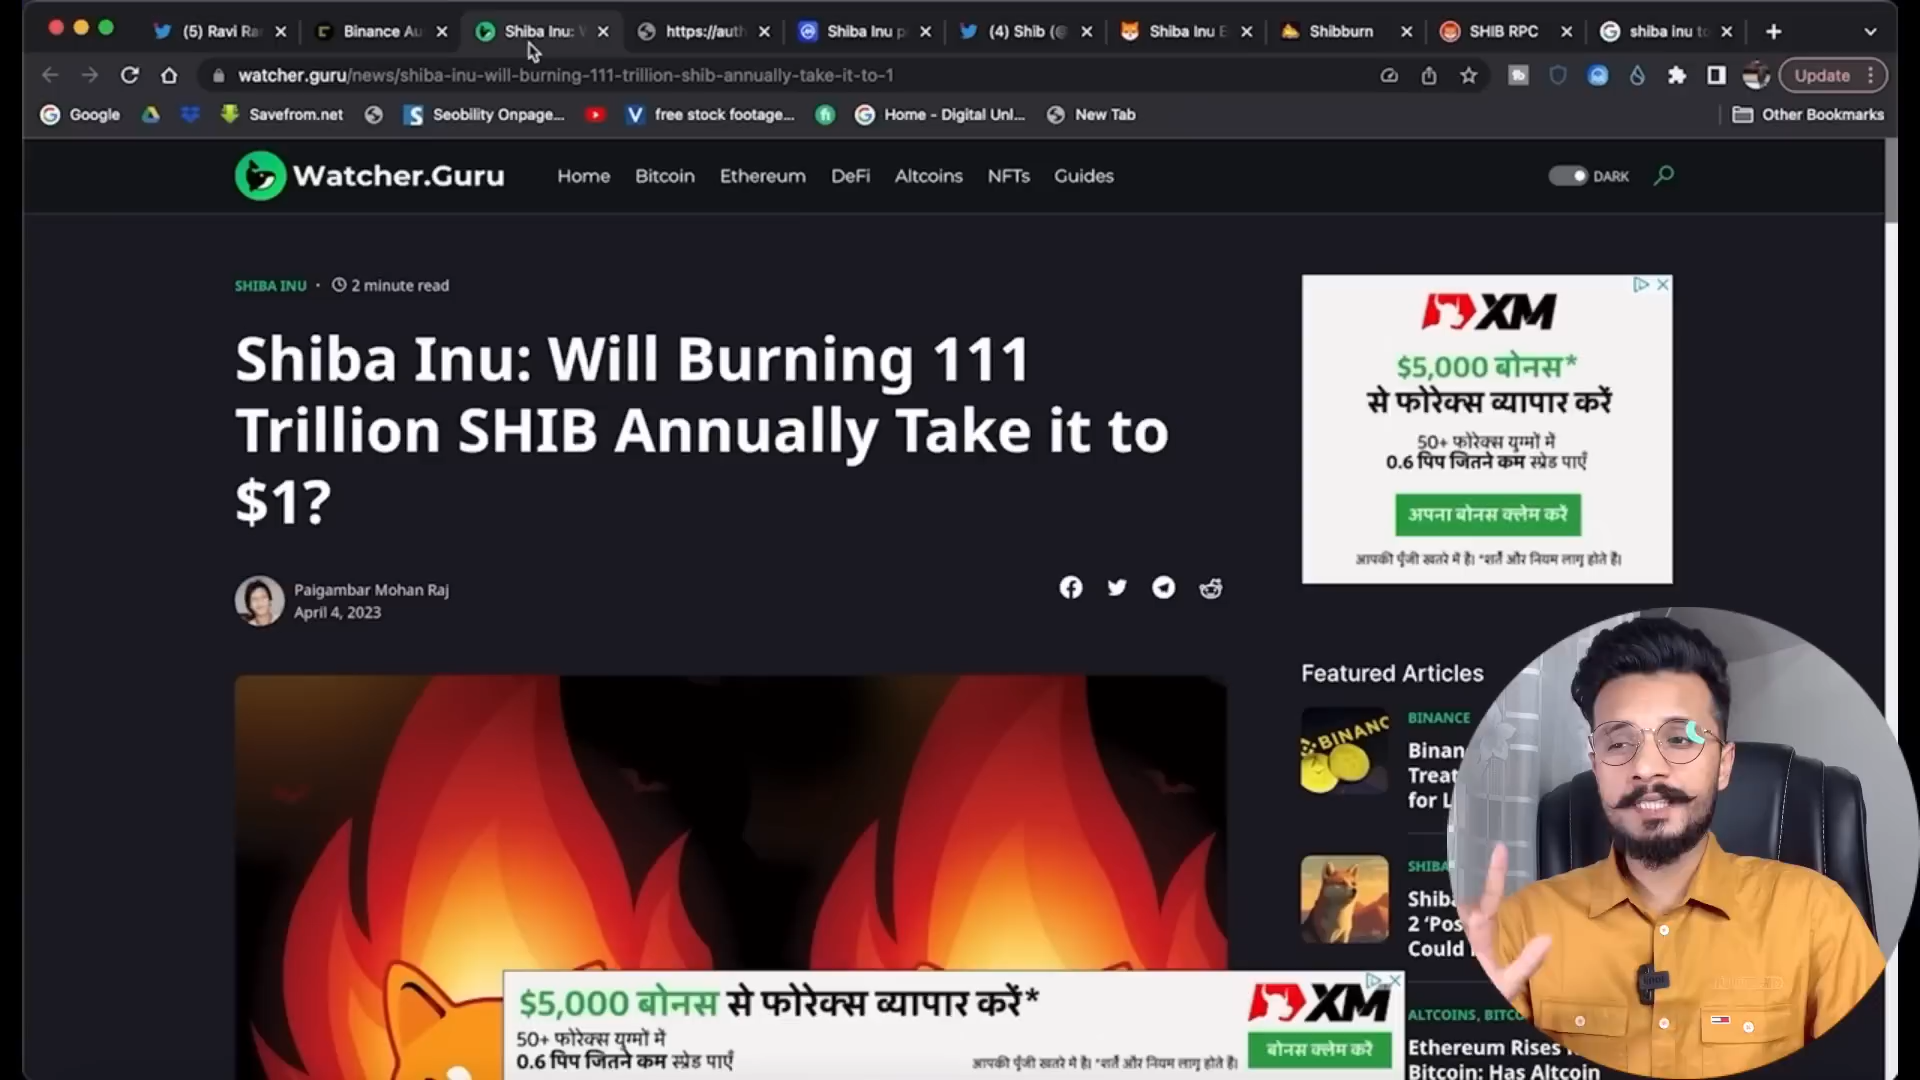 (5) Ravi Ra
Binance Au
Shiba Inu: W
https://auth
Shiba Inu p
(4) Shib (@
Shiba Inu E
Shibburn
SHIB RPC
shiba inu to
watcher.guru/news/shiba-inu-will-burning-111-trillion-shib-annually-take-it-to-1
Update
Google
Savefrom.net
Seobility Onpage...
free stock footage...
Home - Digital Unl...
New Tab
Other Bookmarks
Watcher.Guru
Home
Bitcoin
Ethereum
DeFi
Altcoins
NFTs
Guides
DARK
SHIBA INU • 2 minute read
Shiba Inu: Will Burning 111
Trillion SHIB Annually Take it to
$1?
Paigambar Mohan Raj
April 4, 2023
XM
$5,000 बोनस*
से फोरेक्स व्यापार करें
50+ फोरेक्स युग्मों में
0.6 पिप जितने कम स्प्रेड पाएँ
अपना बोनस क्लेम करें
आपकी पूँजी खतरे में है। *शर्तें और नियम लागू होते हैं।
Featured Articles
BINANCE
Binan
Treat
for L
SHIBA
Shiba
2 ‘Pos
Could
ALTCOINS, BITCO
Ethereum Rises
Bitcoin: Has Altcoin
$5,000 बोनस से फोरेक्स व्यापार करें*
50+ फोरेक्स युग्मों में
0.6 पिप जितने कम स्प्रेड पाएँ
आपकी पूँजी खतरे में है। *शर्तें और नियम लागू होते हैं।
XM
बोनस क्लेम करें